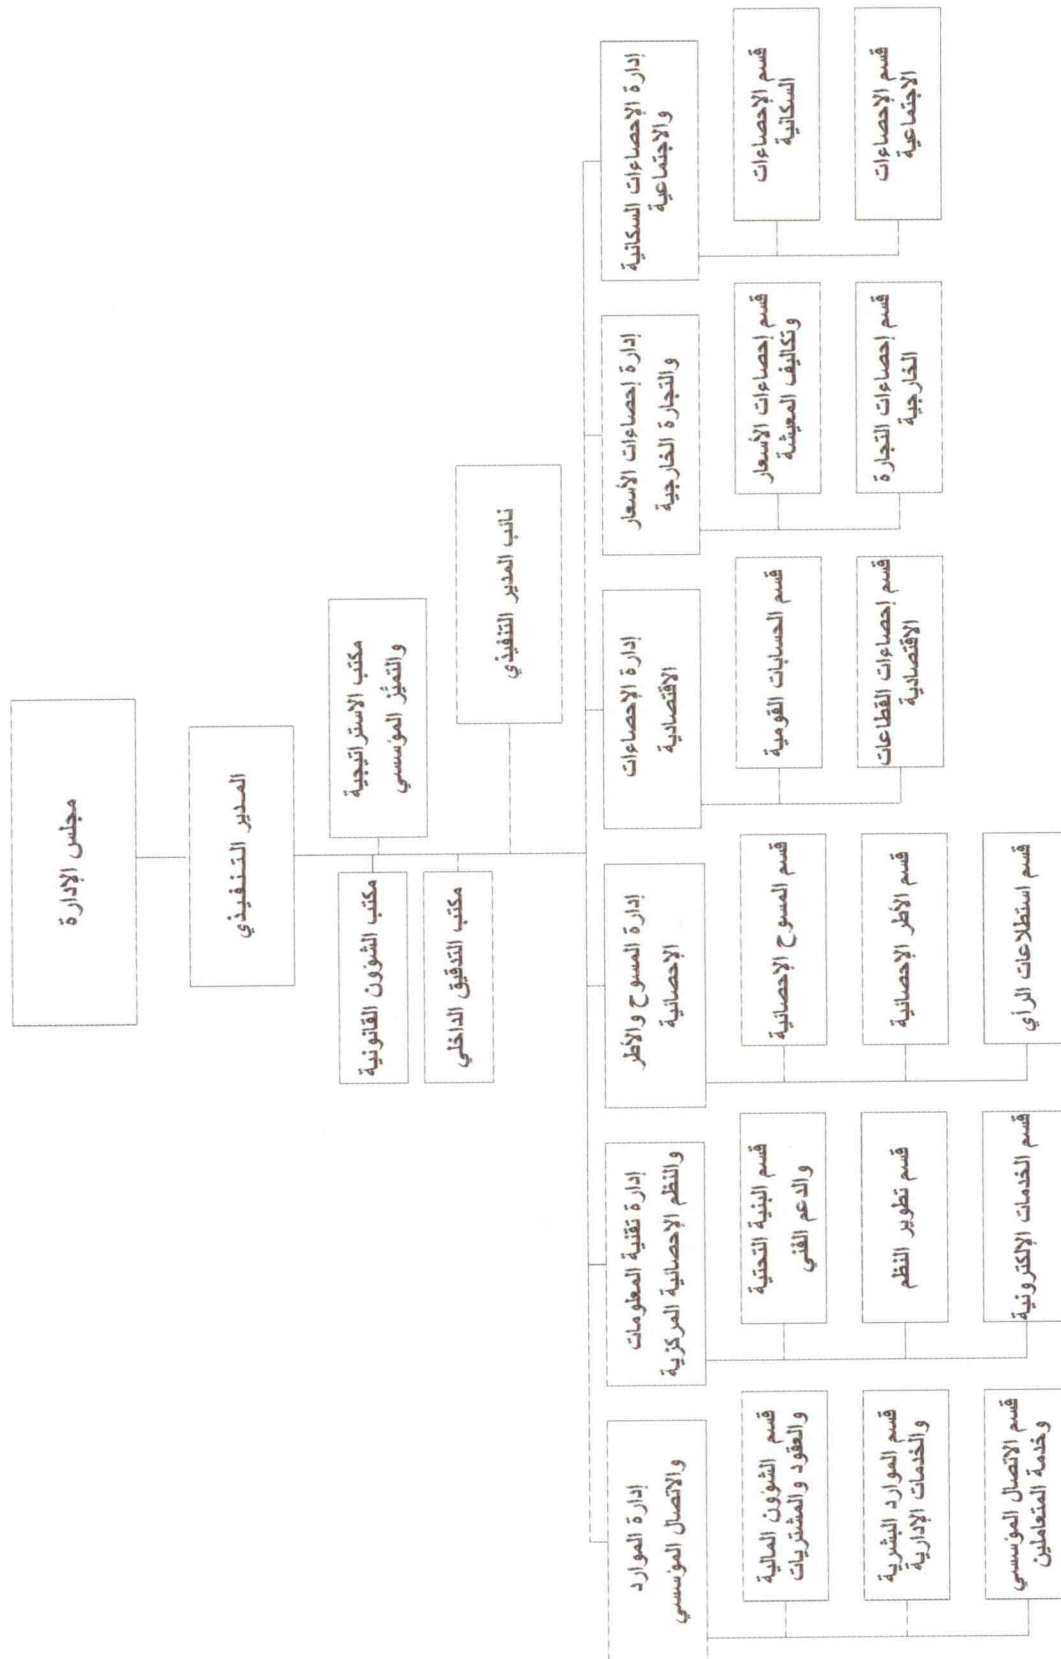 مجلس الإدارة
المدير التنفيذي
مكتب الاستراتيجية
والتميّز المؤسسي
مكتب الشؤون القانونية
مكتب التدقيق الداخلي
نائب المدير التنفيذي
إدارة الإحصاءات السكانية
والاجتماعية
قسم الإحصاءات
السكانية
قسم الإحصاءات
الاجتماعية
إدارة إحصاءات الأسعار
والتجارة الخارجية
قسم إحصاءات الأسعار
وتكاليف المعيشة
قسم إحصاءات التجارة
الخارجية
إدارة الإحصاءات
الاقتصادية
قسم الحسابات القومية
قسم إحصاءات القطاعات
الاقتصادية
إدارة المسوح والأطر
الإحصائية
قسم المسوح الإحصائية
قسم الأطر الإحصائية
قسم استطلاعات الرأي
إدارة تقنية المعلومات
والنظم الإحصائية المركزية
قسم البنية التحتية
والدعم الفني
قسم تطوير النظم
قسم الخدمات الإلكترونية
إدارة الموارد
والاتصال المؤسسي
قسم الشؤون المالية
والعقود والمشتريات
قسم الموارد البشرية
والخدمات الإدارية
قسم الاتصال المؤسسي
وخدمة المتعاملين